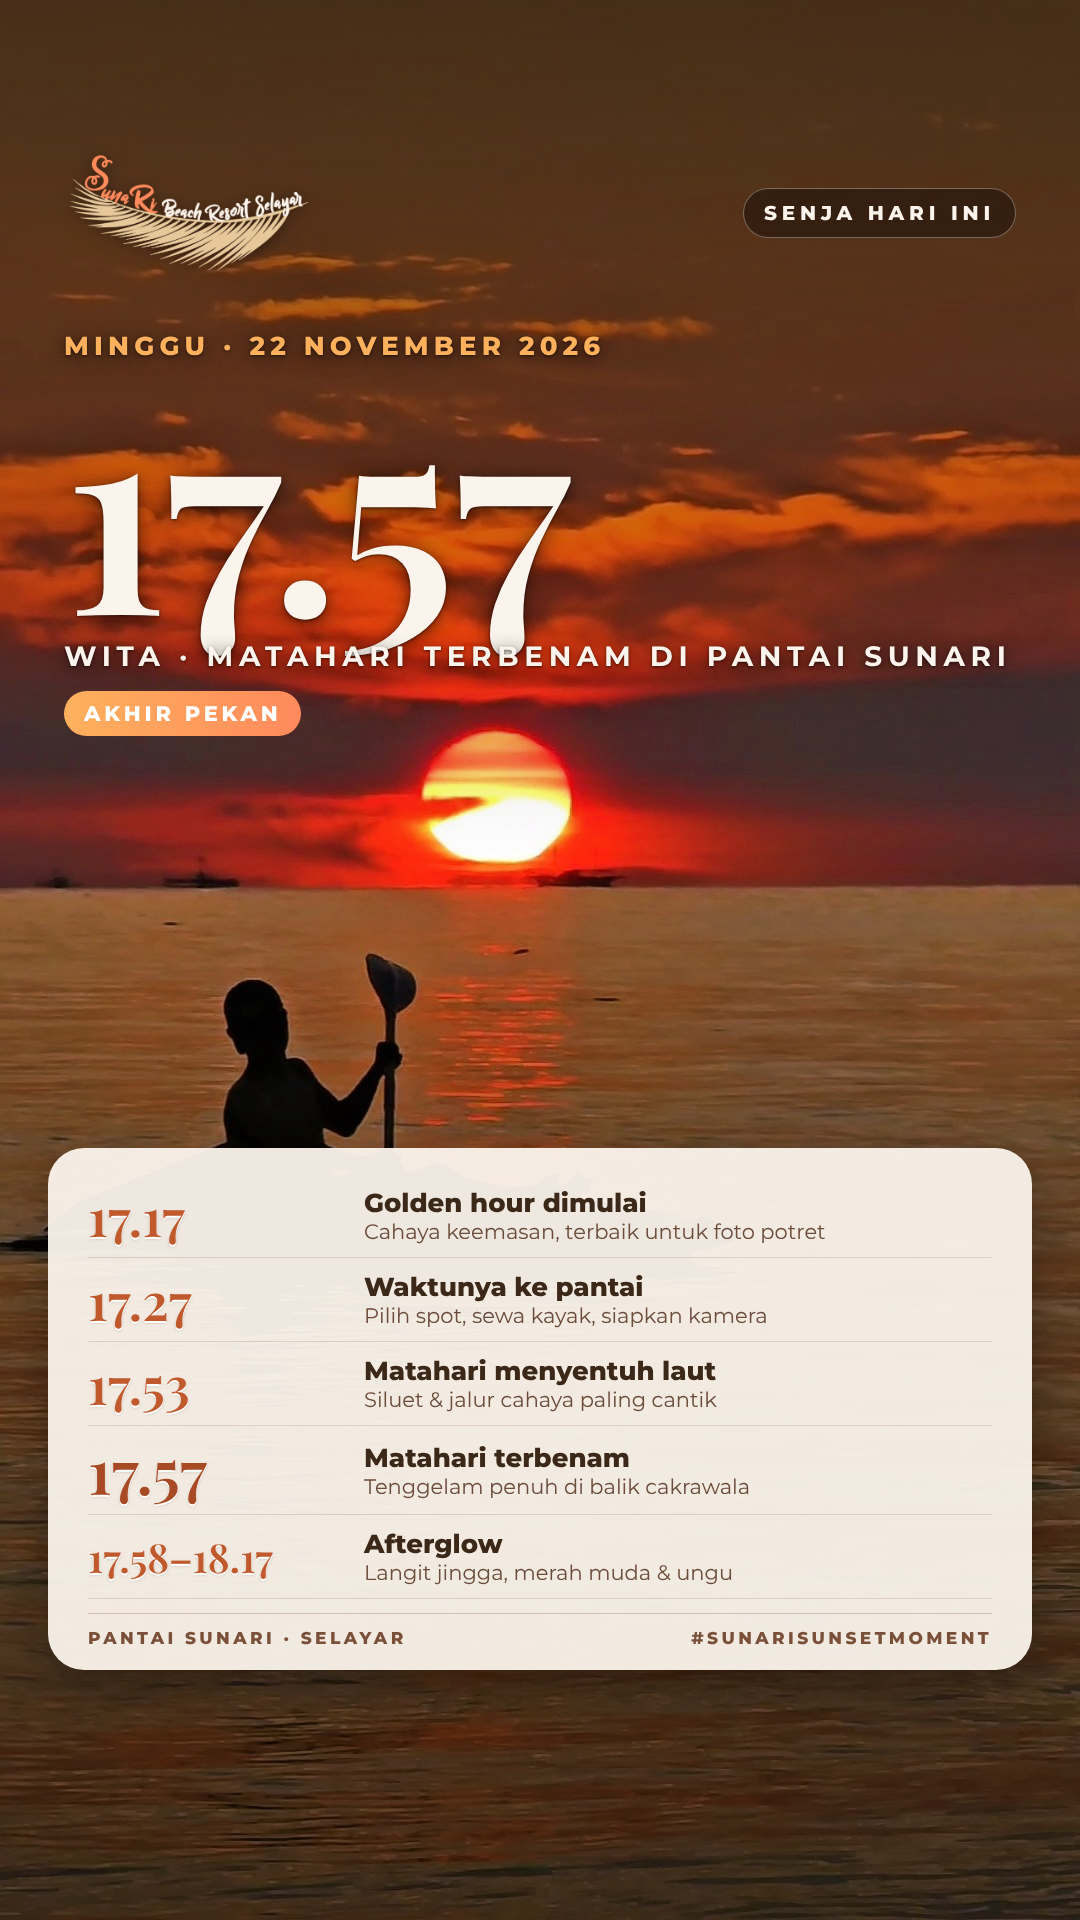 SunaRi Beach Resort Selayar
SENJA HARI INI
MINGGU · 22 NOVEMBER 2026
17.57
WITA · MATAHARI TERBENAM DI PANTAI SUNARI
AKHIR PEKAN
17.17
Golden hour dimulai
Cahaya keemasan, terbaik untuk foto potret
17.27
Waktunya ke pantai
Pilih spot, sewa kayak, siapkan kamera
17.53
Matahari menyentuh laut
Siluet & jalur cahaya paling cantik
17.57
Matahari terbenam
Tenggelam penuh di balik cakrawala
17.58–18.17
Afterglow
Langit jingga, merah muda & ungu
PANTAI SUNARI · SELAYAR
#SUNARISUNSETMOMENT